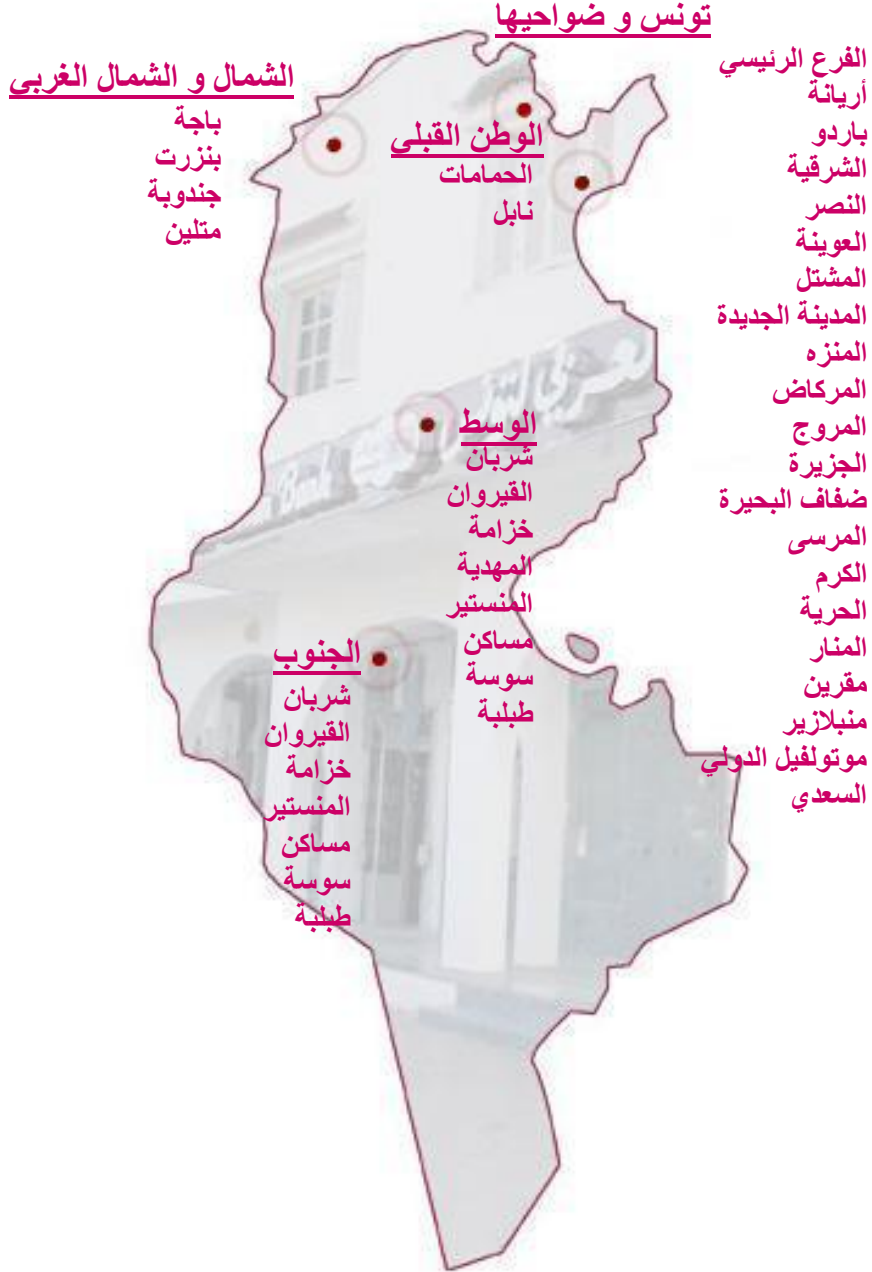 تونس و ضواحيها
الفرع الرئيسي
أريانة
باردو
الشرقية
النصر
العوينة
المشتل
المدينة الجديدة
المنزه
المركاض
المروج
الجزيرة
ضفاف البحيرة
المرسى
الكرم
الحرية
المنار
مقرين
منبلازير
موتولفيل الدولي
السعدي
الوطن القبلي
الحمامات
نابل
الشمال و الشمال الغربي
باجة
بنزرت
جندوبة
متلين
الوسط
شربان
القيروان
خزامة
المهدية
المنستير
مساكن
سوسة
طبلبة
الجنوب
شربان
القيروان
خزامة
المنستير
مساكن
سوسة
طبلبة
Bank